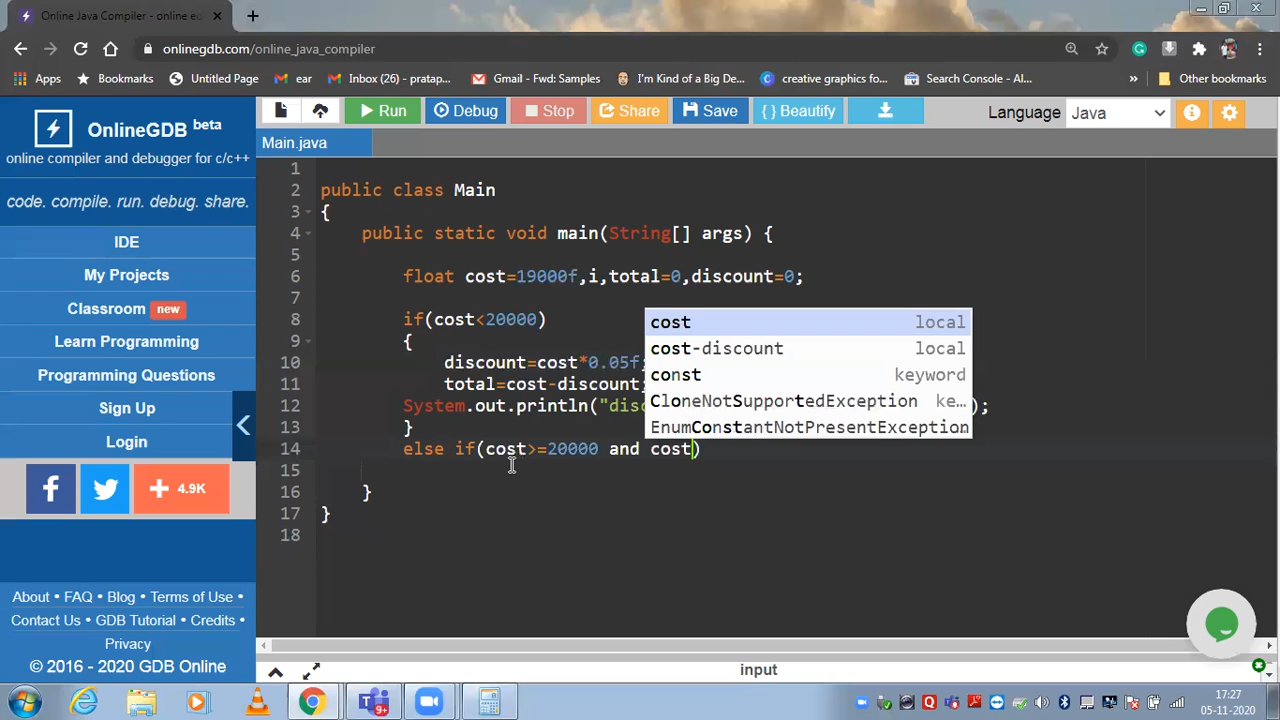 Online Java Compiler - online ed
onlinegdb.com/online_java_compiler
Apps Bookmarks Untitled Page ear Inbox (26) - pratap... Gmail - Fwd: Samples I'm Kind of a Big De... creative graphics fo... Search Console - Al... » Other bookmarks
OnlineGDB beta
online compiler and debugger for c/c++
code. compile. run. debug. share.
IDE
My Projects
Classroom new
Learn Programming
Programming Questions
Sign Up
Login
4.9K
About • FAQ • Blog • Terms of Use •
Contact Us • GDB Tutorial • Credits •
Privacy
© 2016 - 2020 GDB Online
Run Debug Stop Share Save { } Beautify Language Java
Main.java
1
2 public class Main
3 {
4 public static void main(String[] args) {
5
6 float cost=19000f,i,total=0,discount=0;
7
8 if(cost<20000)
9 {
10 discount=cost*0.05f;
11 total=cost-discount;
12 System.out.println("disc );
13 }
14 else if(cost>=20000 and cost)
15
16 }
17 }
18
cost local
cost-discount local
const keyword
CloneNotSupportedException ke…
EnumConstantNotPresentException
input
9+
17:27
05-11-2020